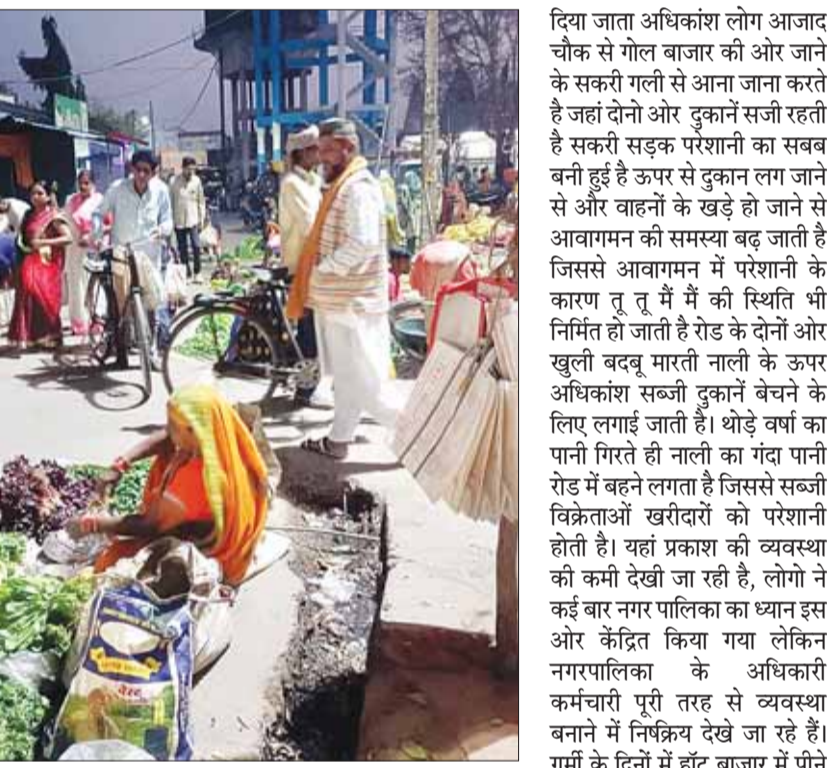 दिया जाता अधिकांश लोग आजाद
चौक से गोल बाजार की ओर जाने
के सकरी गली से आना जाना करते
है जहां दोनो ओर दुकानें सजी रहती
है सकरी सड़क परेशानी का सबब
बनी हुई है ऊपर से दुकान लग जाने
से और वाहनों के खड़े हो जाने से
आवागमन की समस्या बढ़ जाती है
जिससे आवागमन में परेशानी के
कारण तू तू मैं मैं की स्थिति भी
निर्मित हो जाती है रोड के दोनों ओर
खुली बदबू मारती नाली के ऊपर
अधिकांश सब्जी दुकानें बेचने के
लिए लगाई जाती है। थोड़े वर्षा का
पानी गिरते ही नाली का गंदा पानी
रोड में बहने लगता है जिससे सब्जी
विक्रेताओं खरीदारों को परेशानी
होती है। यहां प्रकाश की व्यवस्था
की कमी देखी जा रही है, लोगो ने
कई बार नगर पालिका का ध्यान इस
ओर केंद्रित किया गया लेकिन
नगरपालिका के अधिकारी
कर्मचारी पूरी तरह से व्यवस्था
बनाने में निष्क्रिय देखे जा रहे हैं।
गर्मी के दिनों में हॉट बाजार में पीने